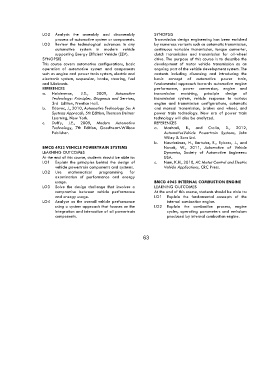 LO2 Analyze the assembly and disassembly
process of automotive system or components.
LO3 Review the technological advances in any
automotive system in modern vehicle
supporting Energy Efficient Vehicle (EEV).
SYNOPSIS
This course covers automotive configurations, basic
operation of automotive system and components
such as engine and power train system, electric and
electronic system, suspension, brakes, steering, fuel
and lubricants.
REFERENCES
a. Halderman, J.D., 2009, Automotive
Technology: Principles, Diagnosis and Services,
3rd Edition, Prentice Hall.
b. Erjavec, J., 2010, Automotive Technology: A
Systems Approach, 5th Edition, Thomson Delmar
Learning, New York.
c. Duffy, J.E., 2009, Modern Automotive
Technology, 7th Edition, Goodheart-Willcox
Publisher.
BMCG 4923 VEHICLE POWERTRAIN SYSTEMS
LEARNING OUTCOMES
At the end of this course, students should be able to:
LO1 Explain the principles behind the design of
vehicle powertrain components and systems.
LO2 Use mathematical programming for
examination of performance and energy
usage.
LO3 Solve the design challenge that involves a
compromise between vehicle performance
and energy usage.
LO4 Analyse on the overall vehicle performance
using a system approach that focuses on the
integration and interaction of all powertrain
SYNOPSIS
Transmission design engineering has been enriched
by numerous variants such as automatic transmission,
continuous variable transmission, torque converter,
clutch transmission and transmission for all-wheel
drive. The purpose of this course is to describe the
development of motor vehicle transmission as an
ongoing part of the vehicle development system. The
contents including discussing and introducing the
basic concept of automotive power train,
fundamental approach towards automotive engine
performance, power conversion, engine and
transmission matching, principle design of
transmission system, vehicle response to various
engine and transmission configurations, automatic
and manual transmission, brakes and wheel, and
power train technology. New era of power train
technology will also be analyzed.
REFERENCES
a. Mashadi, B., and Crolla, D., 2012,
Automotive-Vehicle Powertrain Systems, John
Wiley & Sons Ltd.
b. Naunheimer, H., Bertsche, B., Ryborz, J., and
Novak, W., 2011, Automotive of Vehicle
Dynamics, Society of Automotive Engineers:
USA.
c. Nam, K.H., 2010, AC Motor Control and Electric
Vehicle Applications, CRC Press.
BMCG 4943 INTERNAL COMBUSTION ENGINE
LEARNING OUTCOMES
At the end of this course, students should be able to:
LO1 Explain the fundamental concepts of the
internal combustion engine.
LO2 Explain the combustion process, engine
cycles, operating parameters and emission
produced by internal combustion engine.
63